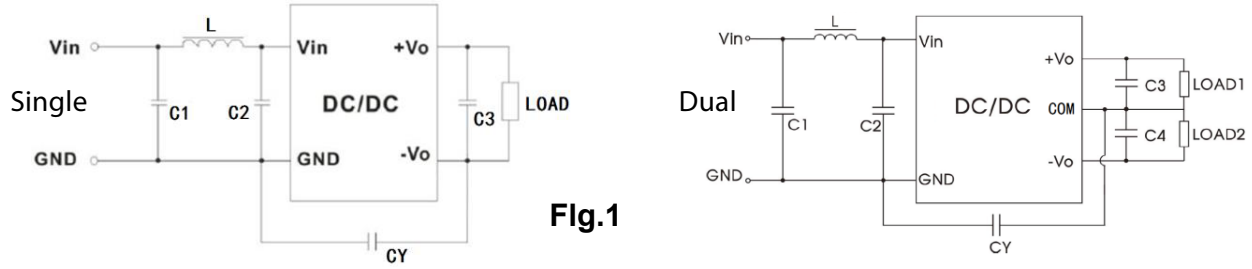 L
Vin
Vin
+Vo
Single
C1
C2
DC/DC
C3
LOAD
GND
GND
-Vo
CY
FIg.1
L
Vin
Vin
+Vo
Dual
C1
C2
DC/DC
COM
C3
LOAD1
C4
LOAD2
-Vo
GND
GND
CY